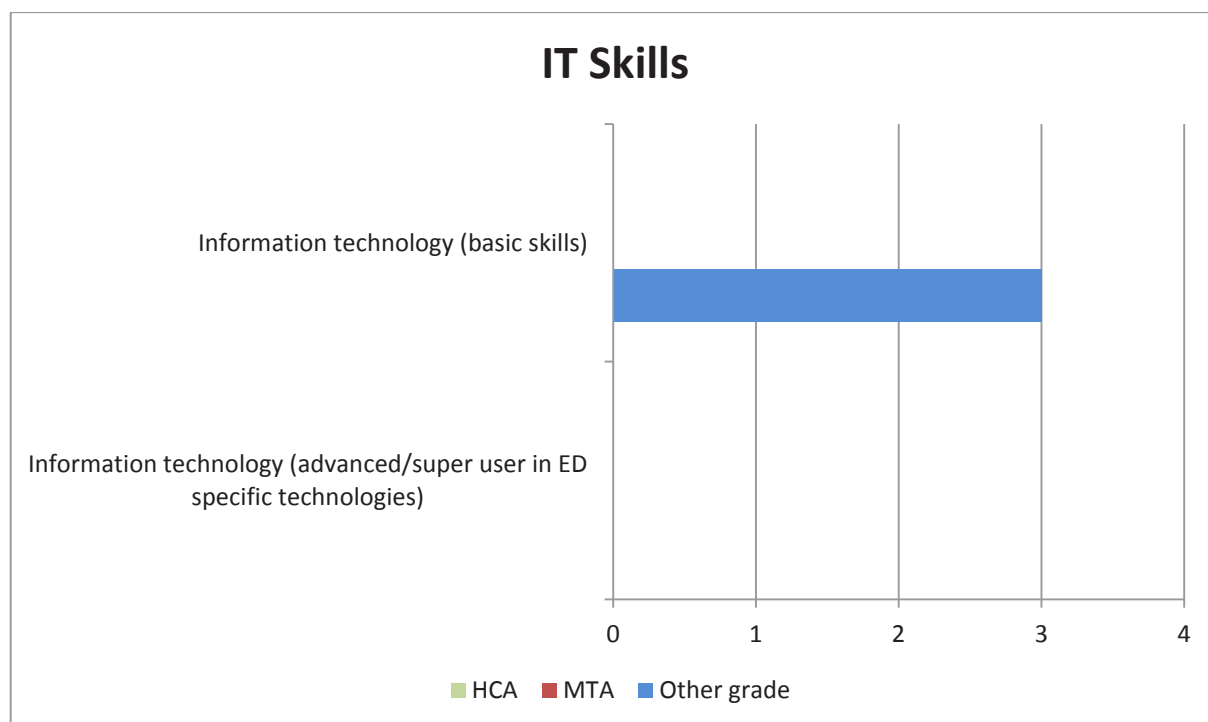 IT Skills
Information technology (basic skills)
Information technology (advanced/super user in ED
specific technologies)
0 1 2 3 4
HCA MTA Other grade